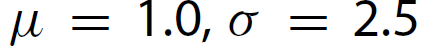 μ = 1.0, σ = 2.5